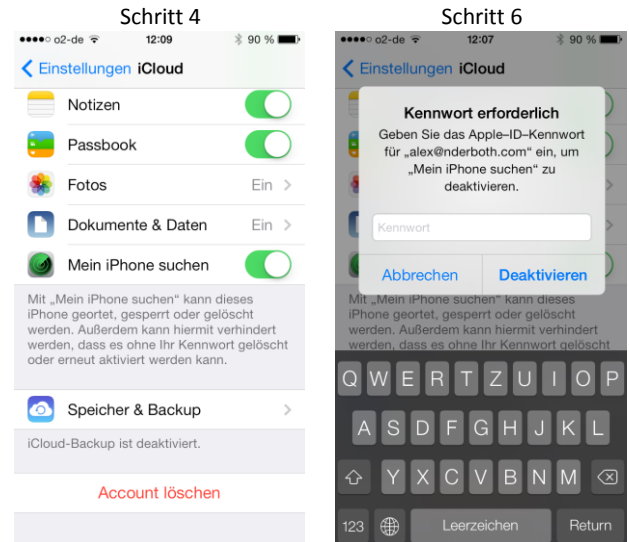 Schritt 4
o2-de 12:09 90 %
Einstellungen iCloud
Notizen
Passbook
Fotos Ein
Dokumente & Daten Ein
Mein iPhone suchen
Mit „Mein iPhone suchen“ kann dieses
iPhone geortet, gesperrt oder gelöscht
werden. Außerdem kann hiermit verhindert
werden, dass es ohne Ihr Kennwort gelöscht
oder erneut aktiviert werden kann.
Speicher & Backup
iCloud-Backup ist deaktiviert.
Account löschen
Schritt 6
o2-de 12:07 90 %
Einstellungen iCloud
Kennwort erforderlich
Geben Sie das Apple-ID-Kennwort
für „alex@nderboth.com“ ein, um
„Mein iPhone suchen“ zu
deaktivieren.
Kennwort
Abbrechen Deaktivieren
Mit „Mein iPhone suchen“ kann dieses
iPhone geortet, gesperrt oder gelöscht
werden. Außerdem kann hiermit verhindert
werden, dass es ohne Ihr Kennwort gelöscht
Q W E R T Z U I O P
A S D F G H J K L
Y X C V B N M
123 Leerzeichen Return